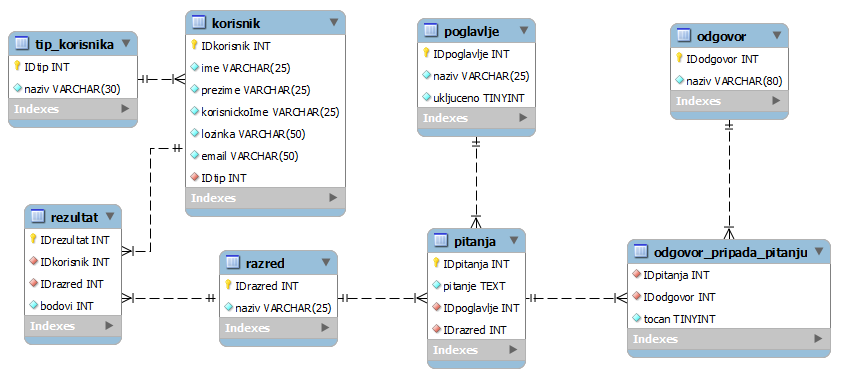 tip_korisnika
IDtip INT
naziv VARCHAR(30)
Indexes
korisnik
IDkorisnik INT
ime VARCHAR(25)
prezime VARCHAR(25)
korisnickoIme VARCHAR(25)
lozinka VARCHAR(50)
email VARCHAR(50)
IDtip INT
Indexes
poglavlje
IDpoglavlje INT
naziv VARCHAR(25)
ukljuceno TINYINT
Indexes
odgovor
IDodgovor INT
naziv VARCHAR(80)
Indexes
rezultat
IDrezultat INT
IDkorisnik INT
IDrazred INT
bodovi INT
Indexes
razred
IDrazred INT
naziv VARCHAR(25)
Indexes
pitanja
IDpitanja INT
pitanje TEXT
IDpoglavlje INT
IDrazred INT
Indexes
odgovor_pripada_pitanju
IDpitanja INT
IDodgovor INT
tocan TINYINT
Indexes